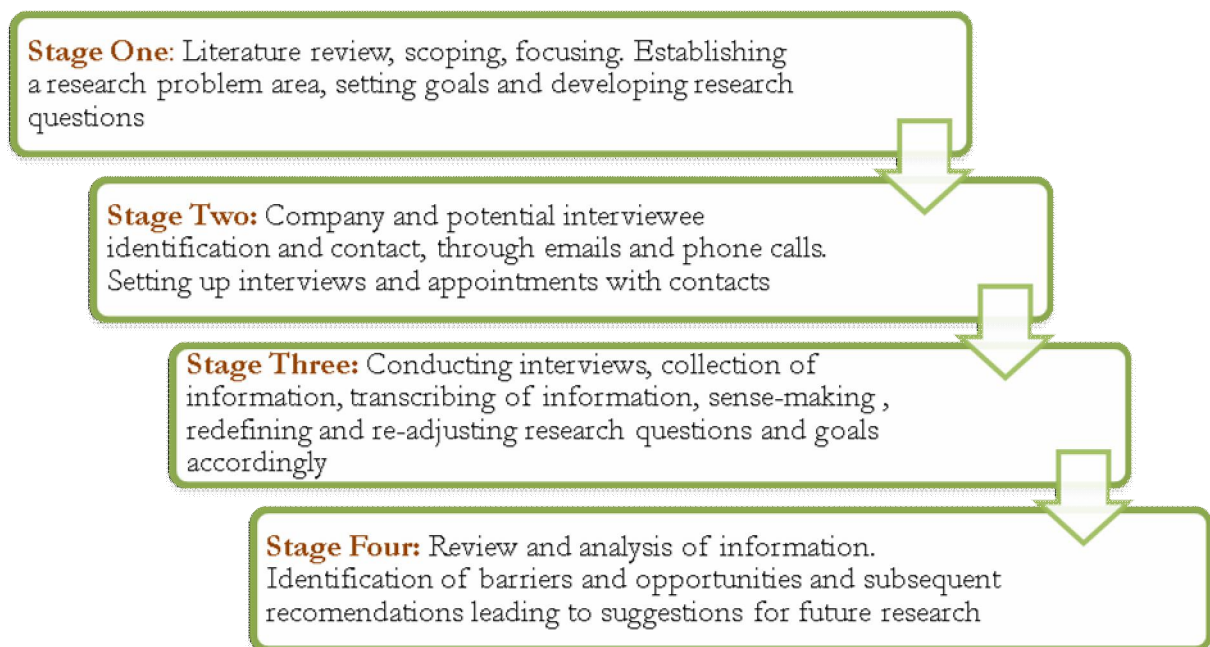 Stage One: Literature review, scoping, focusing. Establishing
a research problem area, setting goals and developing research
questions
Stage Two: Company and potential interviewee
identification and contact, through emails and phone calls.
Setting up interviews and appointments with contacts
Stage Three: Conducting interviews, collection of
information, transcribing of information, sense-making ,
redefining and re-adjusting research questions and goals
accordingly
Stage Four: Review and analysis of information.
Identification of barriers and opportunities and subsequent
recomendations leading to suggestions for future research